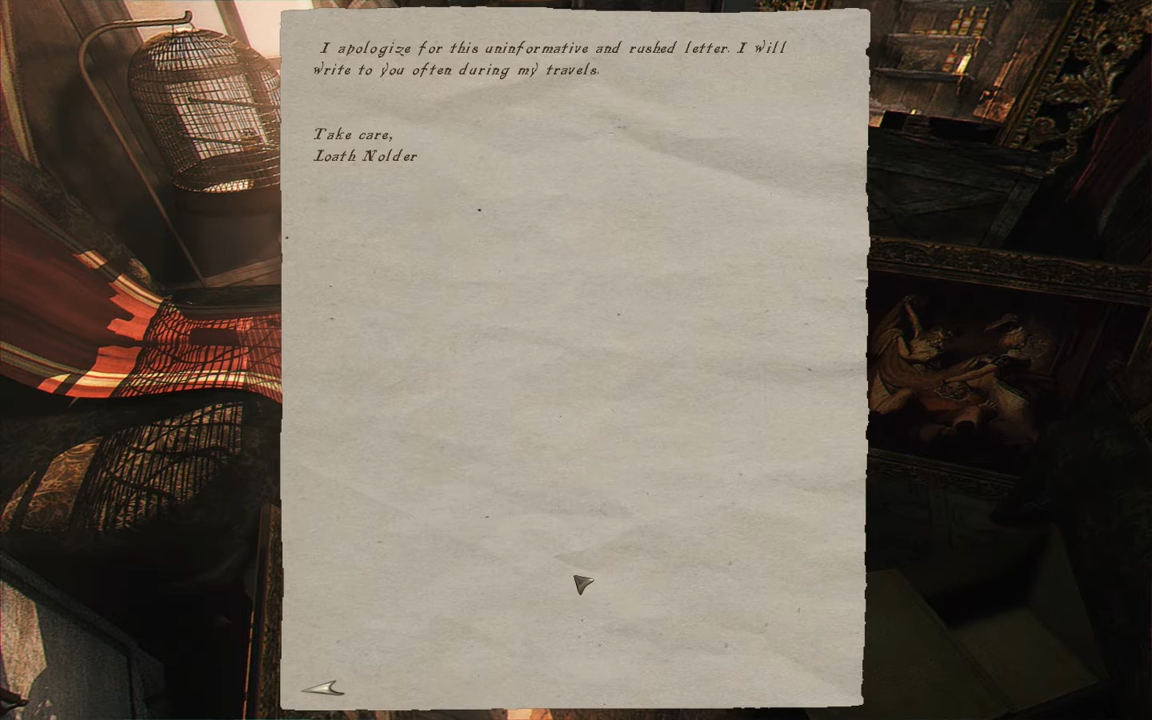 I apologize for this uninformative and rushed letter. I will
write to you often during my travels.
Take care,
Loath Nolder